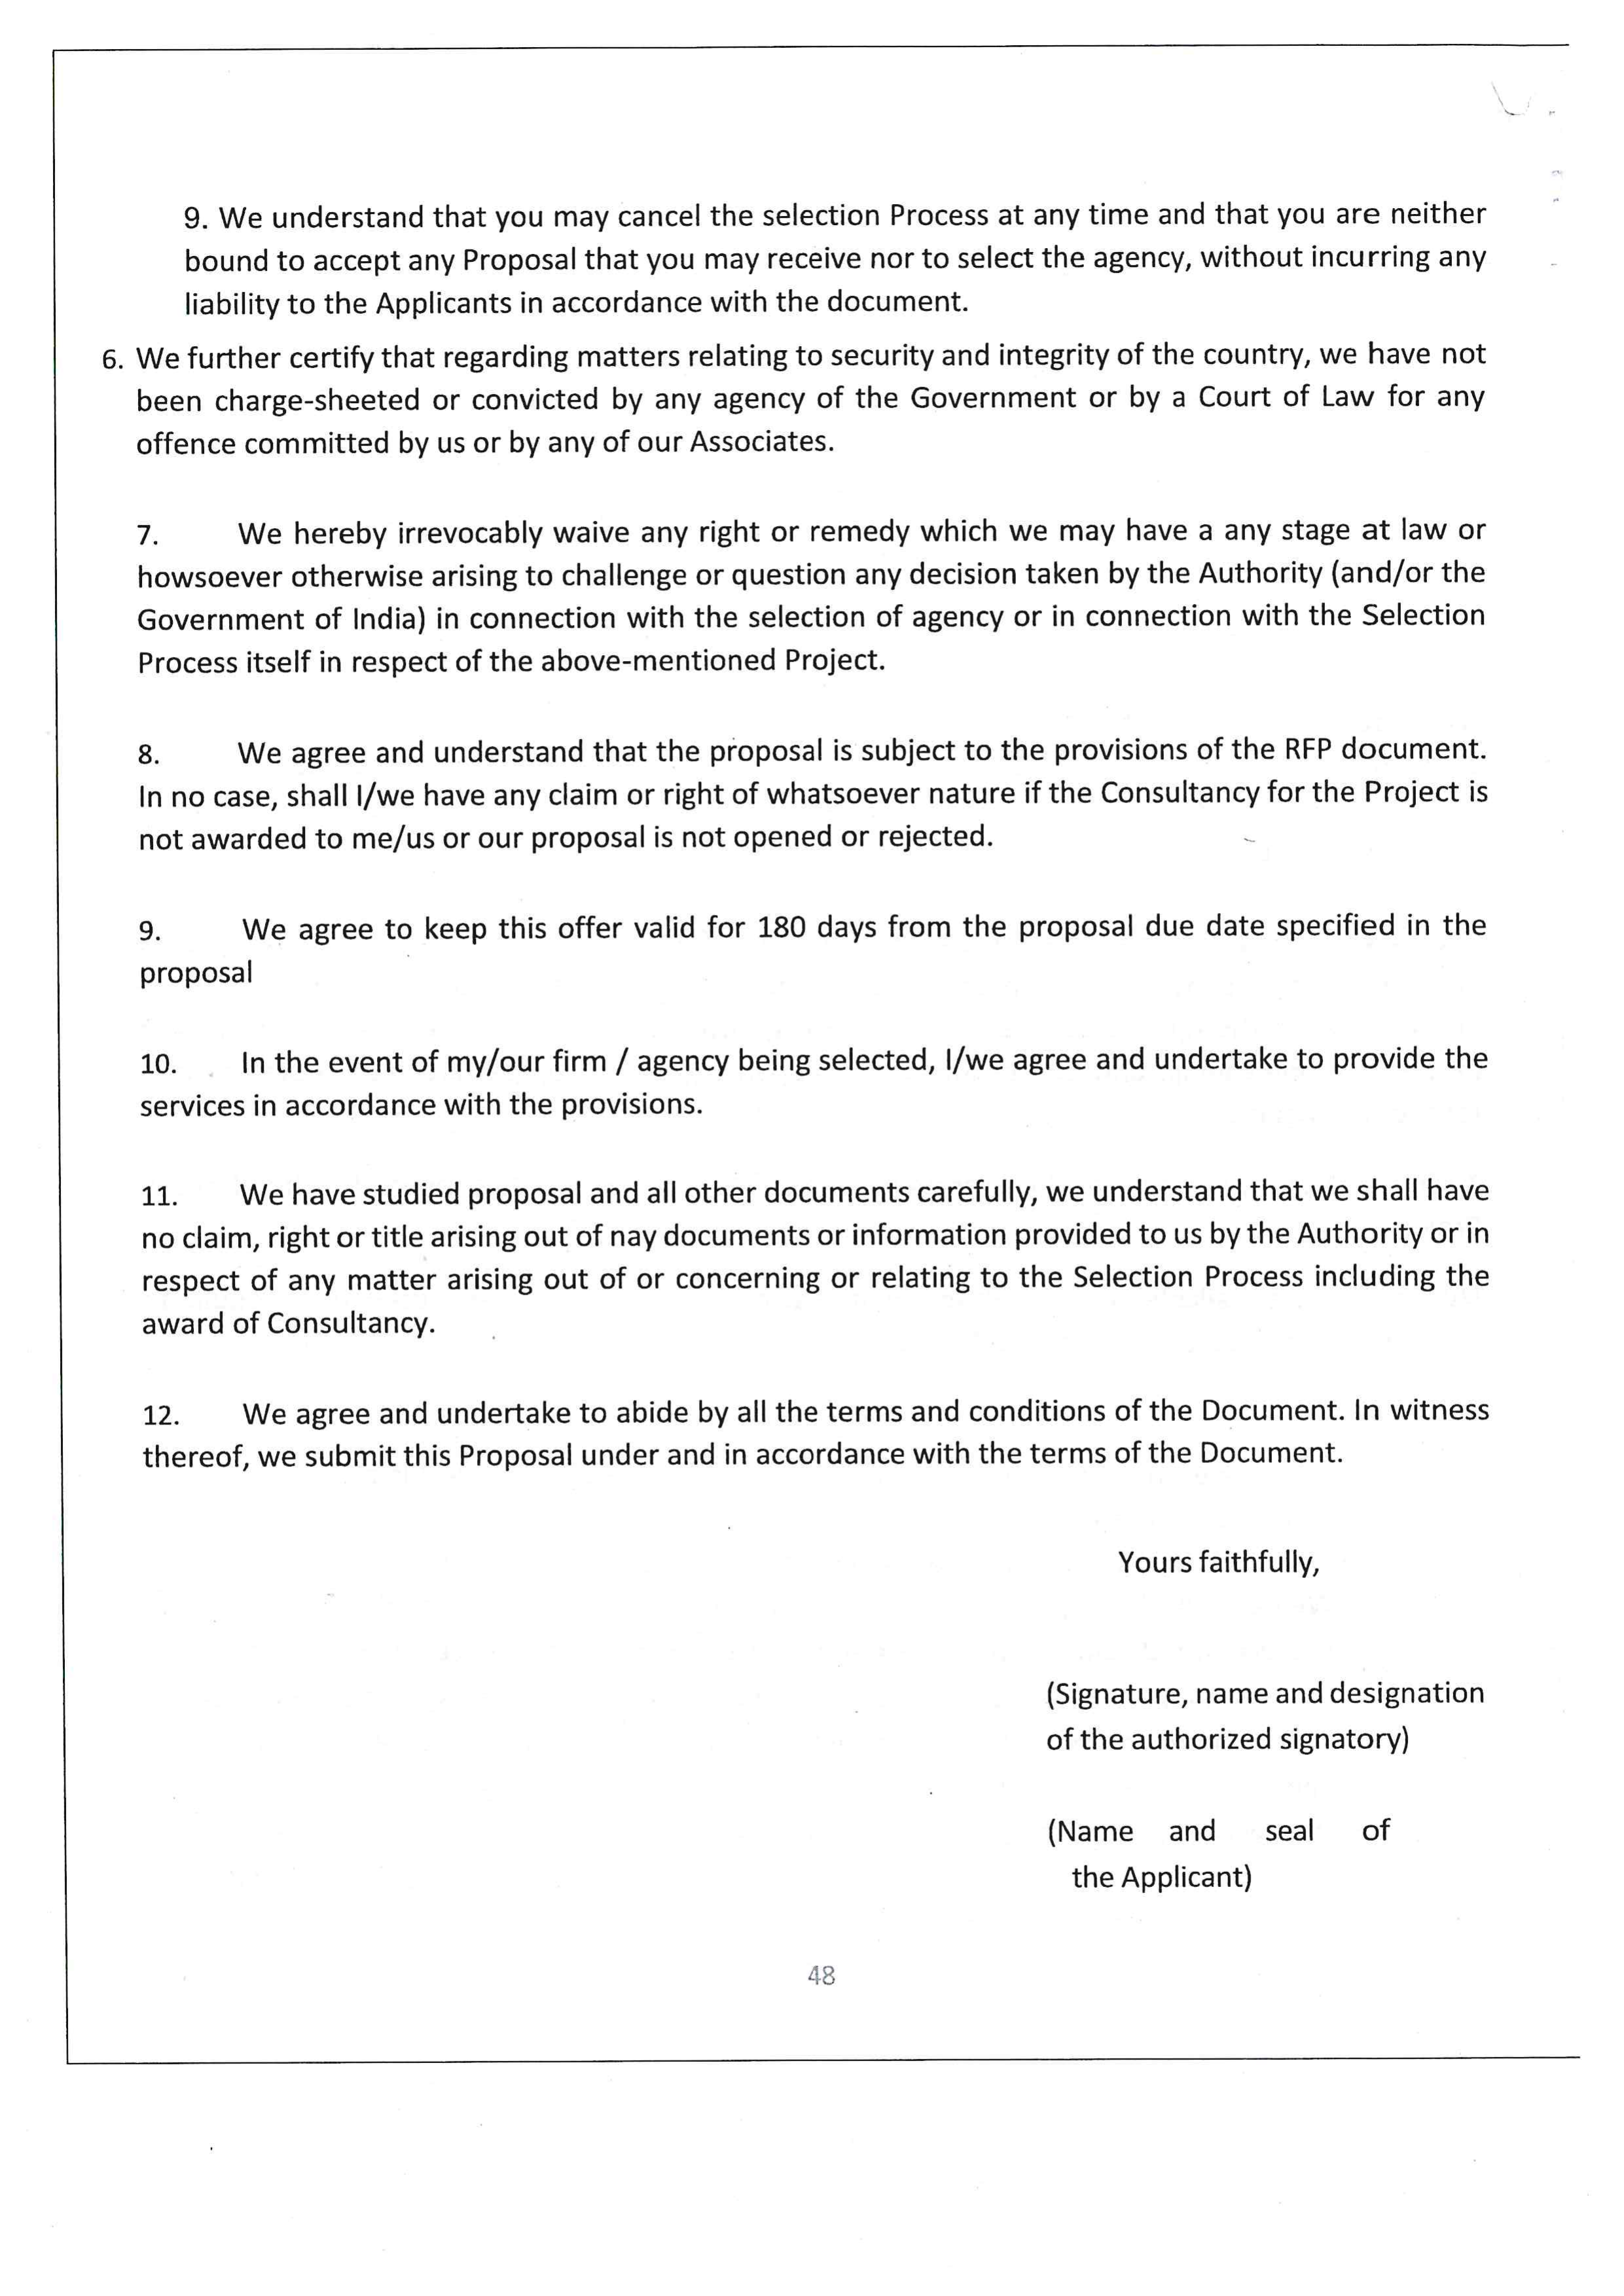 9. We understand that you may cancel the selection Process at any time and that you are neither
bound to accept any Proposal that you may receive nor to select the agency, without incurring any
liability to the Applicants in accordance with the document.
6. We further certify that regarding matters relating to security and integrity of the country, we have not
been charge-sheeted or convicted by any agency of the Government or by a Court of Law for any
offence committed by us or by any of our Associates.
7. We hereby irrevocably waive any right or remedy which we may have a any stage at law or
howsoever otherwise arising to challenge or question any decision taken by the Authority (and/or the
Government of India) in connection with the selection of agency or in connection with the Selection
Process itself in respect of the above-mentioned Project.
8. We agree and understand that the proposal is subject to the provisions of the RFP document.
In no case, shall I/we have any claim or right of whatsoever nature if the Consultancy for the Project is
not awarded to me/us or our proposal is not opened or rejected.
9. We agree to keep this offer valid for 180 days from the proposal due date specified in the
proposal
10. In the event of my/our firm / agency being selected, I/we agree and undertake to provide the
services in accordance with the provisions.
11. We have studied proposal and all other documents carefully, we understand that we shall have
no claim, right or title arising out of nay documents or information provided to us by the Authority or in
respect of any matter arising out of or concerning or relating to the Selection Process including the
award of Consultancy.
12. We agree and undertake to abide by all the terms and conditions of the Document. In witness
thereof, we submit this Proposal under and in accordance with the terms of the Document.
Yours faithfully,
(Signature, name and designation
of the authorized signatory)
(Name and seal of
the Applicant)
48